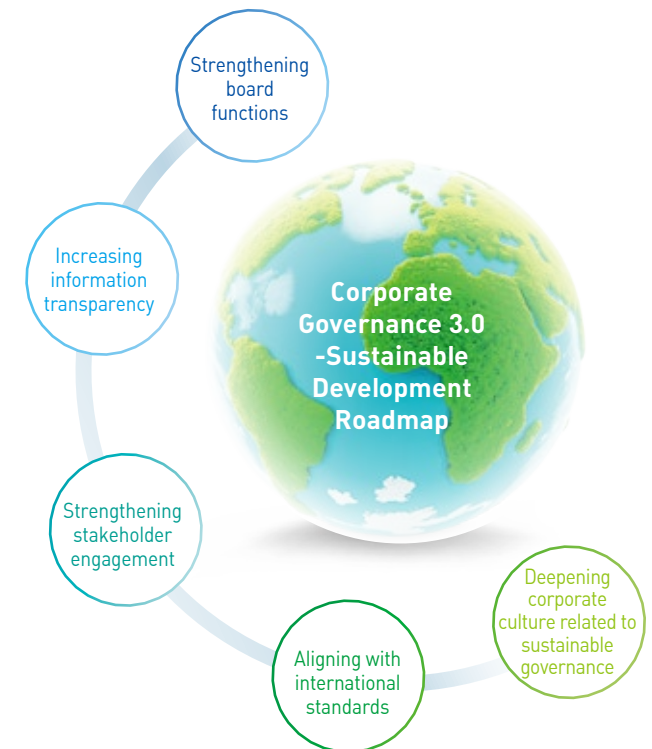 Strengthening
board
functions
Increasing
information
transparency
Corporate
Governance 3.0
-Sustainable
Development
Roadmap
Strengthening
stakeholder
engagement
Aligning with
international
standards
Deepening
corporate
culture related to
sustainable
governance